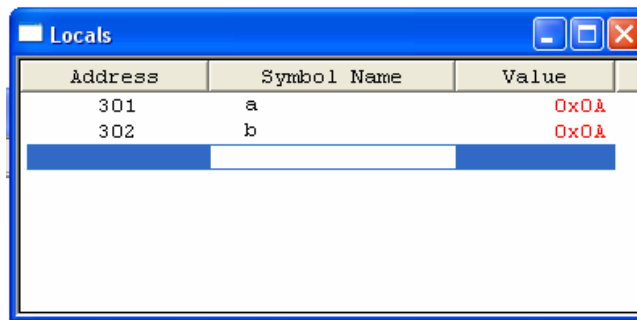 Locals
Address Symbol Name Value
301 a 0x0A
302 b 0x0A